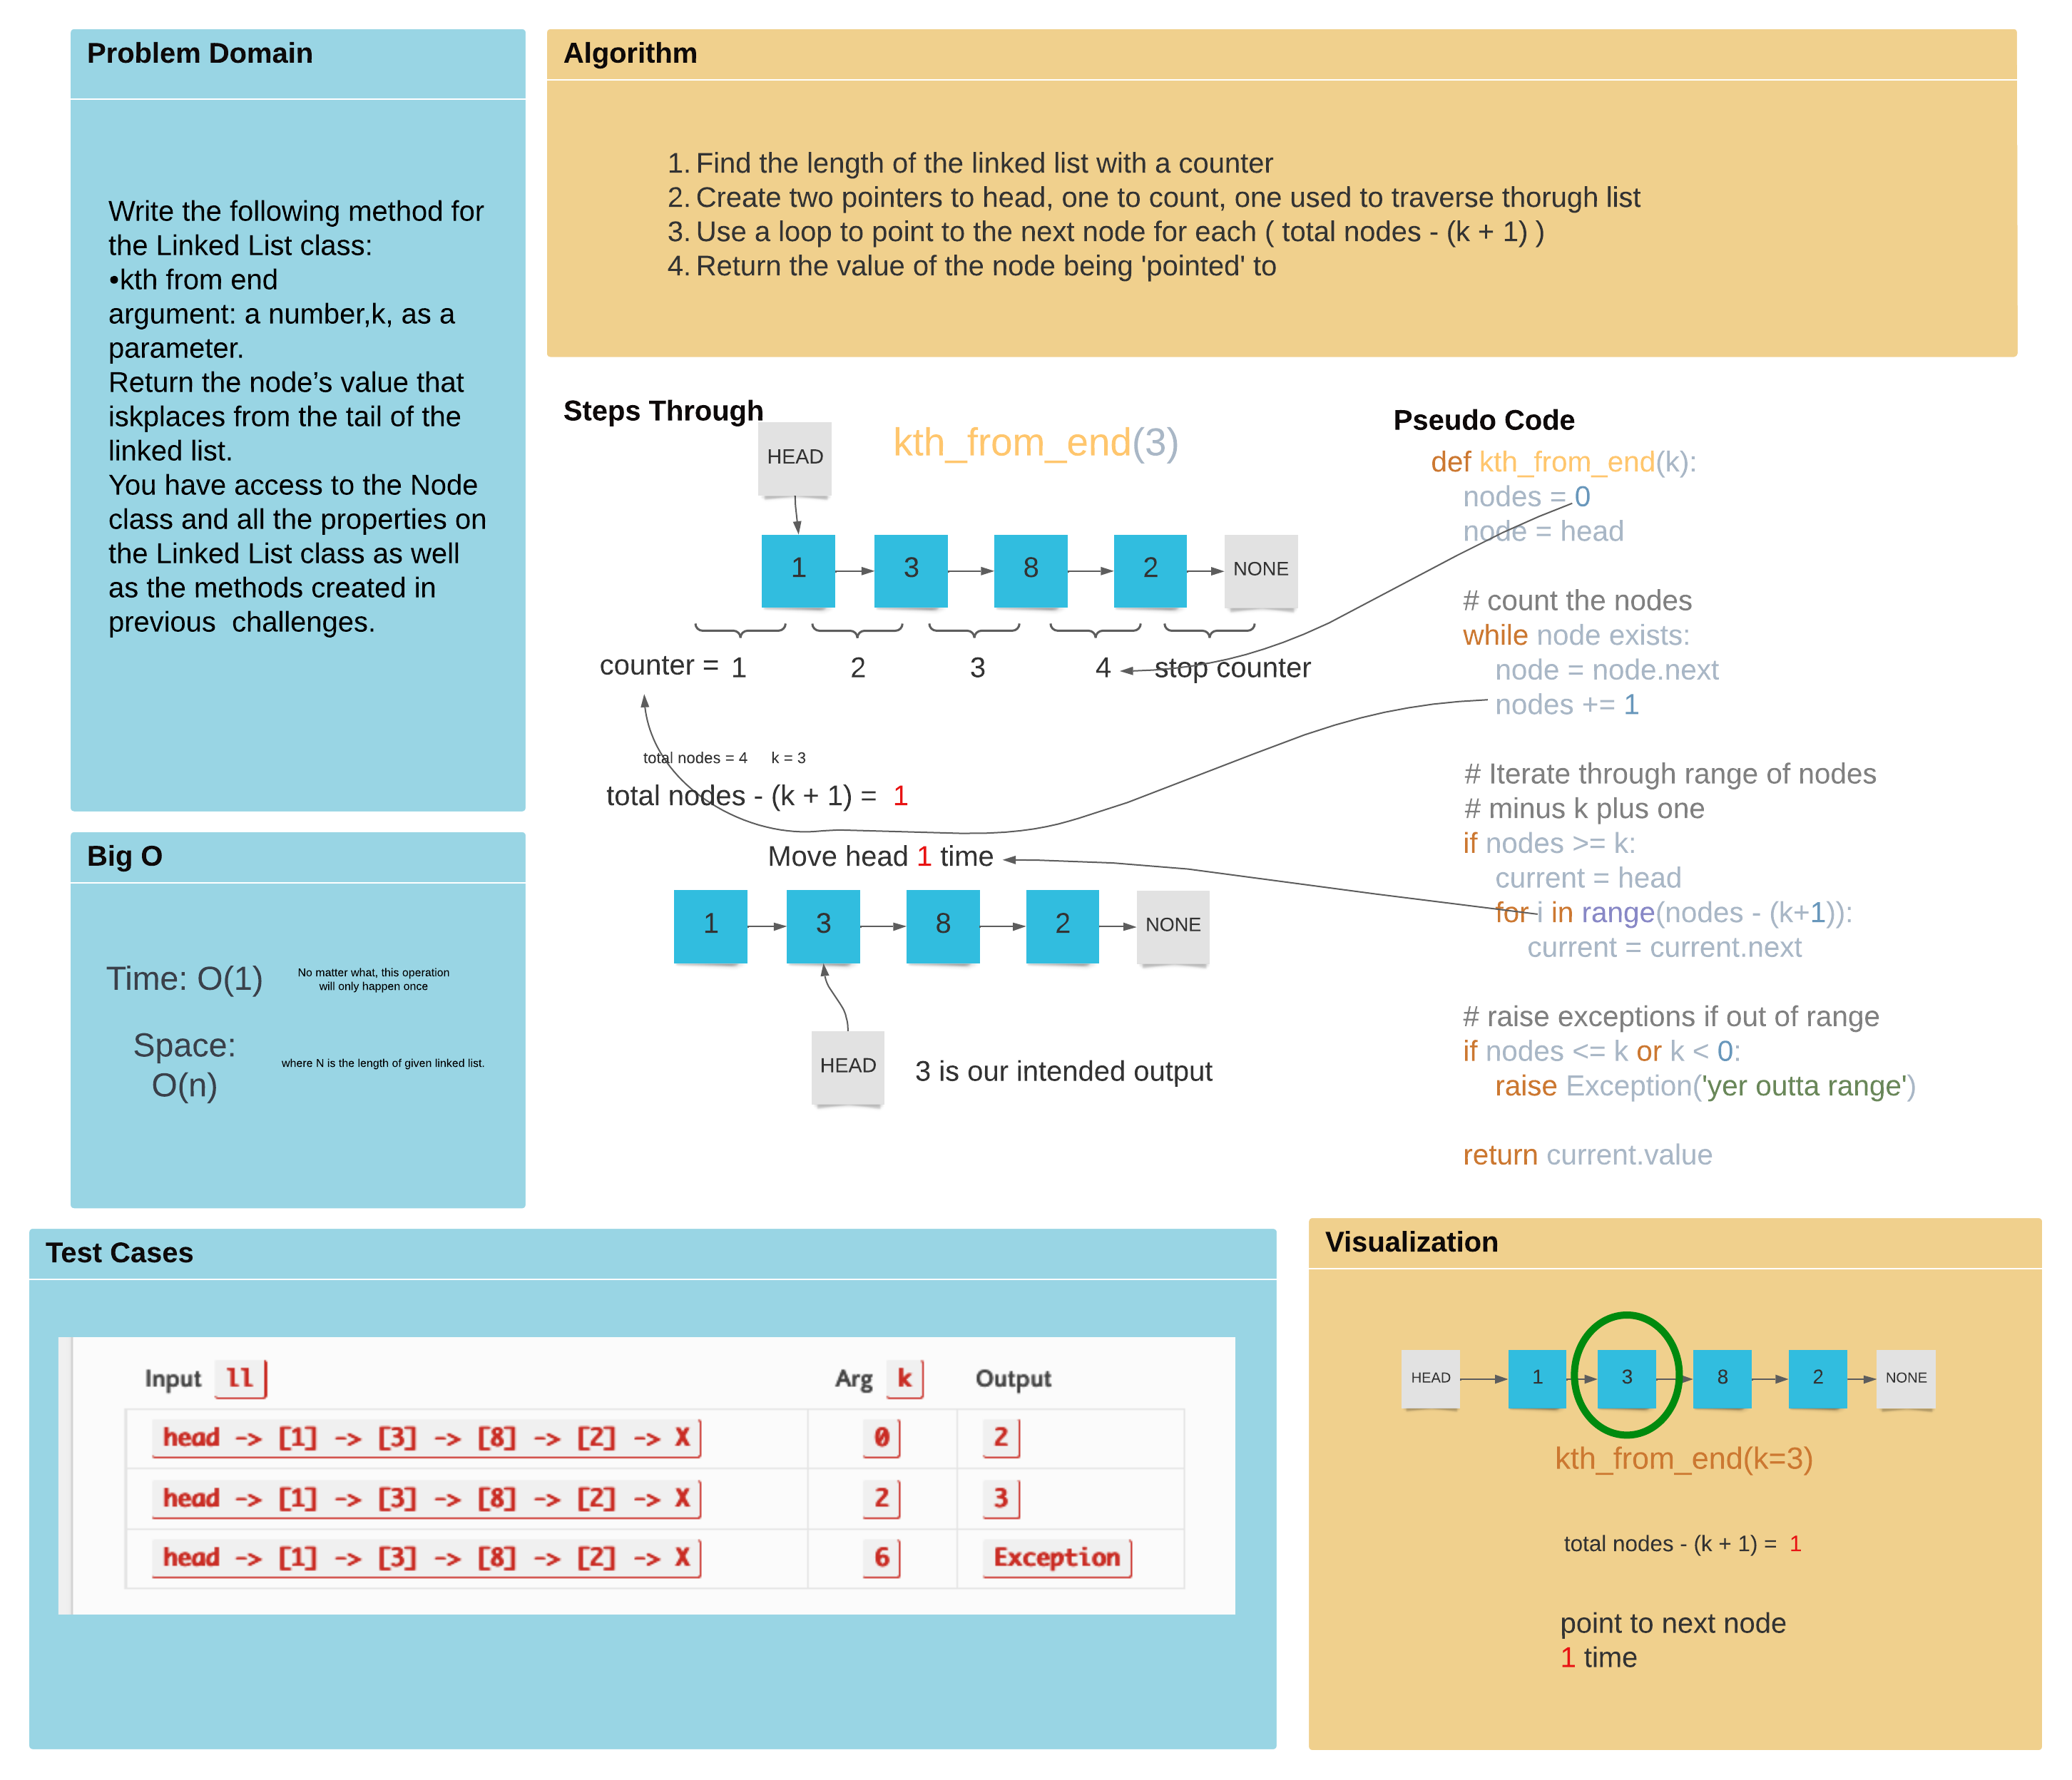 Problem Domain
Write the following method for
the Linked List class:
•kth from end
argument: a number,k, as a
parameter.
Return the node’s value that
iskplaces from the tail of the
linked list.
You have access to the Node
class and all the properties on
the Linked List class as well
as the methods created in
previous  challenges.
Big O
Time: O(1)
No matter what, this operation
will only happen once
Space:
O(n)
where N is the length of given linked list.
Algorithm
1. Find the length of the linked list with a counter
2. Create two pointers to head, one to count, one used to traverse thorugh list
3. Use a loop to point to the next node for each ( total nodes - (k + 1) )
4. Return the value of the node being 'pointed' to
Steps Through
kth_from_end(3)
HEAD
1 3 8 2 NONE
counter = 1 2 3 4 stop counter
total nodes = 4 k = 3
total nodes - (k + 1) = 1
Move head 1 time
1 3 8 2 NONE
HEAD
3 is our intended output
Pseudo Code
def kth_from_end(k):
nodes = 0
node = head
# count the nodes
while node exists:
node = node.next
nodes += 1
# Iterate through range of nodes
# minus k plus one
if nodes >= k:
current = head
for i in range(nodes - (k+1)):
current = current.next
# raise exceptions if out of range
if nodes <= k or k < 0:
raise Exception('yer outta range')
return current.value
Test Cases
Input ll Arg k Output
head -> [1] -> [3] -> [8] -> [2] -> X 0 2
head -> [1] -> [3] -> [8] -> [2] -> X 2 3
head -> [1] -> [3] -> [8] -> [2] -> X 6 Exception
Visualization
HEAD 1 3 8 2 NONE
kth_from_end(k=3)
total nodes - (k + 1) = 1
point to next node
1 time